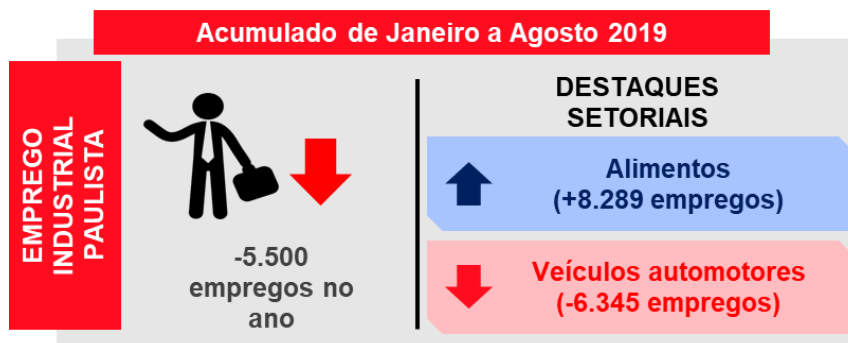 Acumulado de Janeiro a Agosto 2019
EMPREGO
INDUSTRIAL
PAULISTA
-5.500
empregos no
ano
DESTAQUES
SETORIAIS
Alimentos
(+8.289 empregos)
Veículos automotores
(-6.345 empregos)